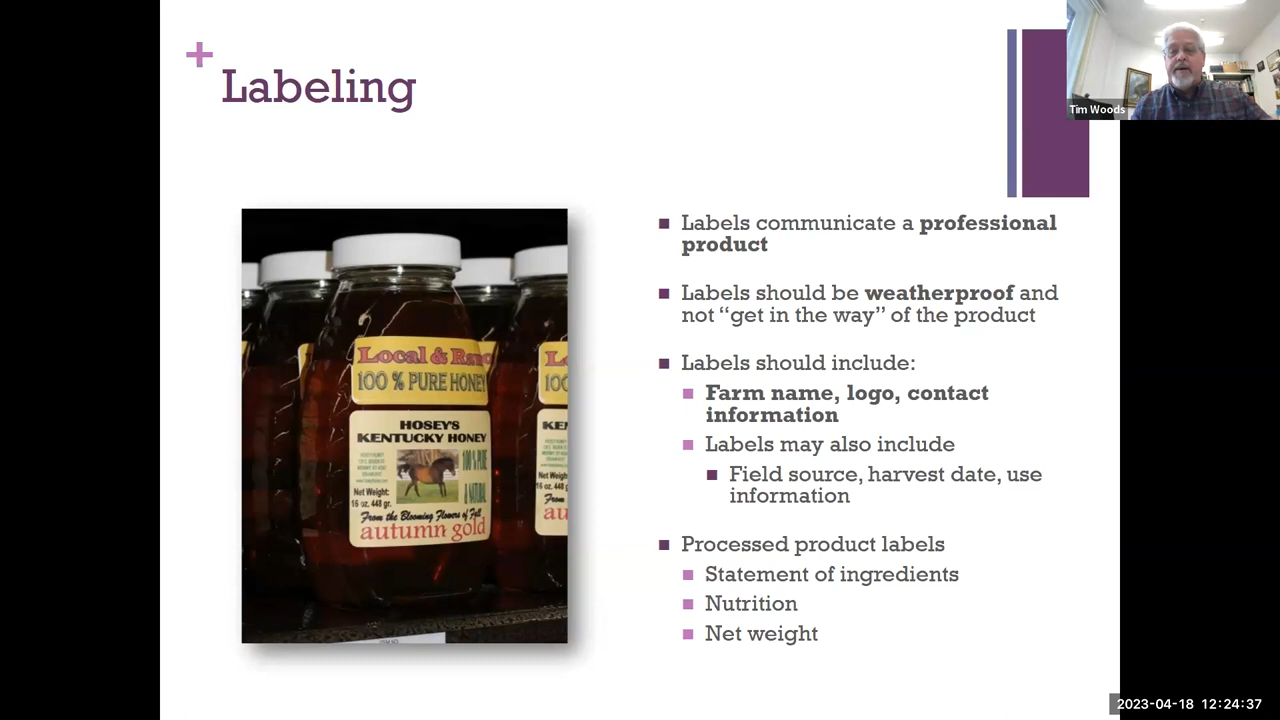 +
Labeling
Tim Woods
Labels communicate a professional
product
Labels should be weatherproof and
not “get in the way” of the product
Labels should include:
Farm name, logo, contact
information
Labels may also include
Field source, harvest date, use
information
Processed product labels
Statement of ingredients
Nutrition
Net weight
Local &
100 % PURE HONEY
HOSEY'S
KENTUCKY HONEY
100% PURE
& NATURAL
Net Weight:
16 oz. 448 gr.
From the Blooming Flowers of Fall
autumn gold
2023-04-18 12:24:37